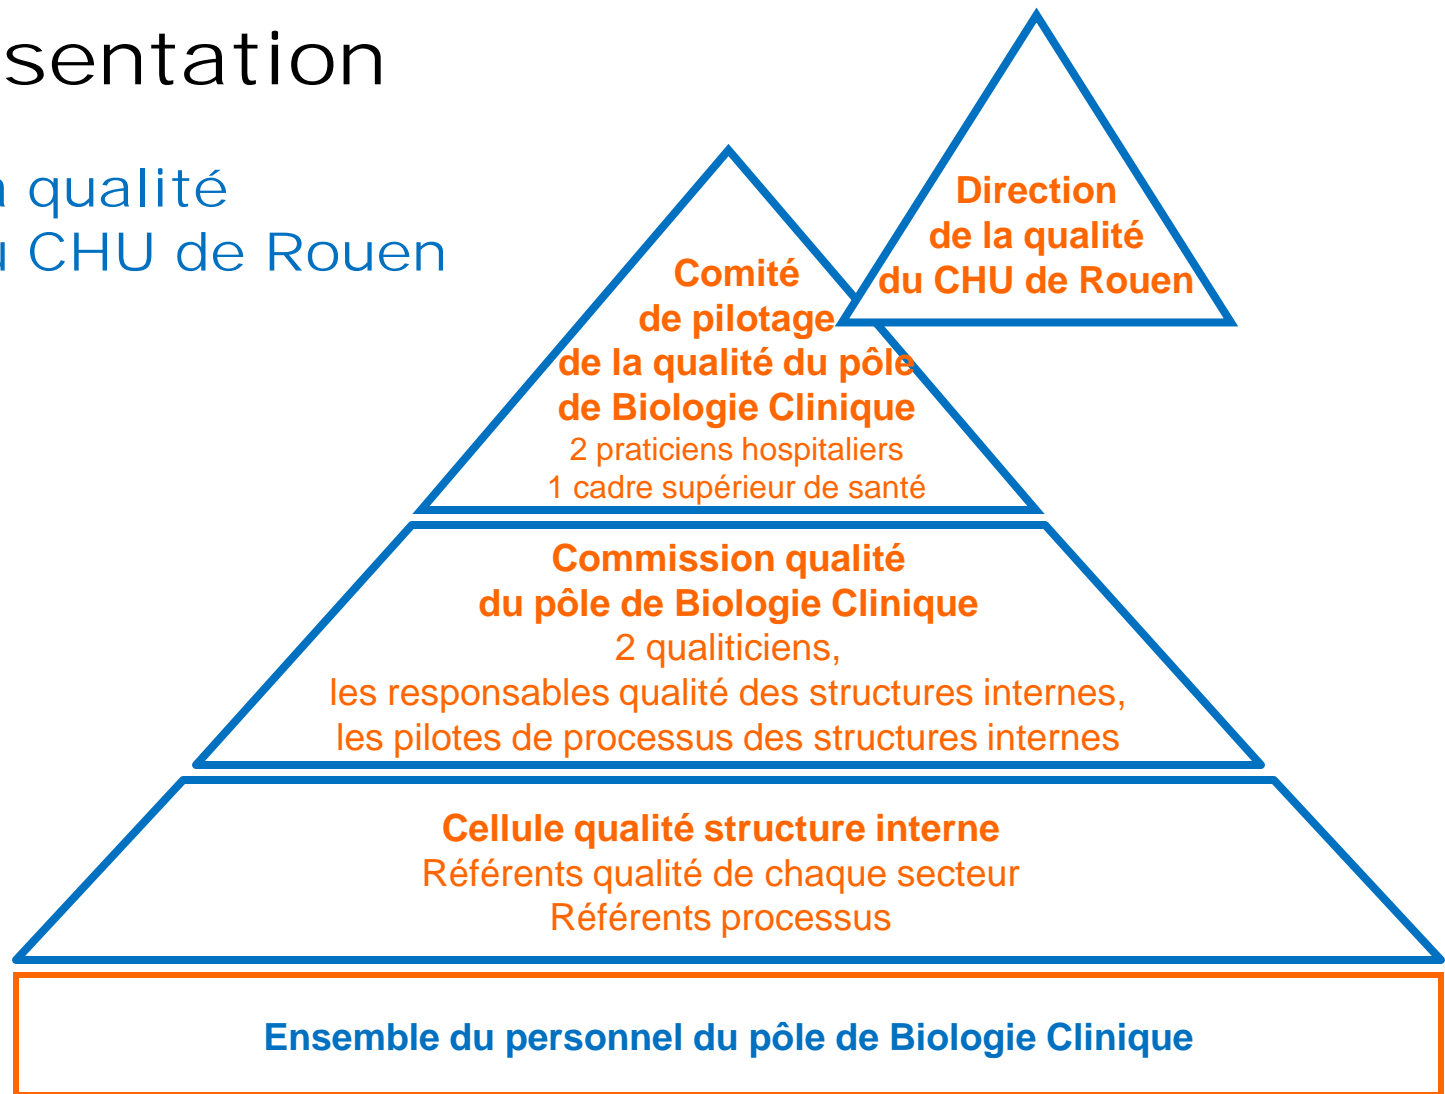 sentation
a qualité
u CHU de Rouen
Direction
de la qualité
du CHU de Rouen
Comité
de pilotage
de la qualité du pôle
de Biologie Clinique
2 praticiens hospitaliers
1 cadre supérieur de santé
Commission qualité
du pôle de Biologie Clinique
2 qualiticiens,
les responsables qualité des structures internes,
les pilotes de processus des structures internes
Cellule qualité structure interne
Référents qualité de chaque secteur
Référents processus
Ensemble du personnel du pôle de Biologie Clinique